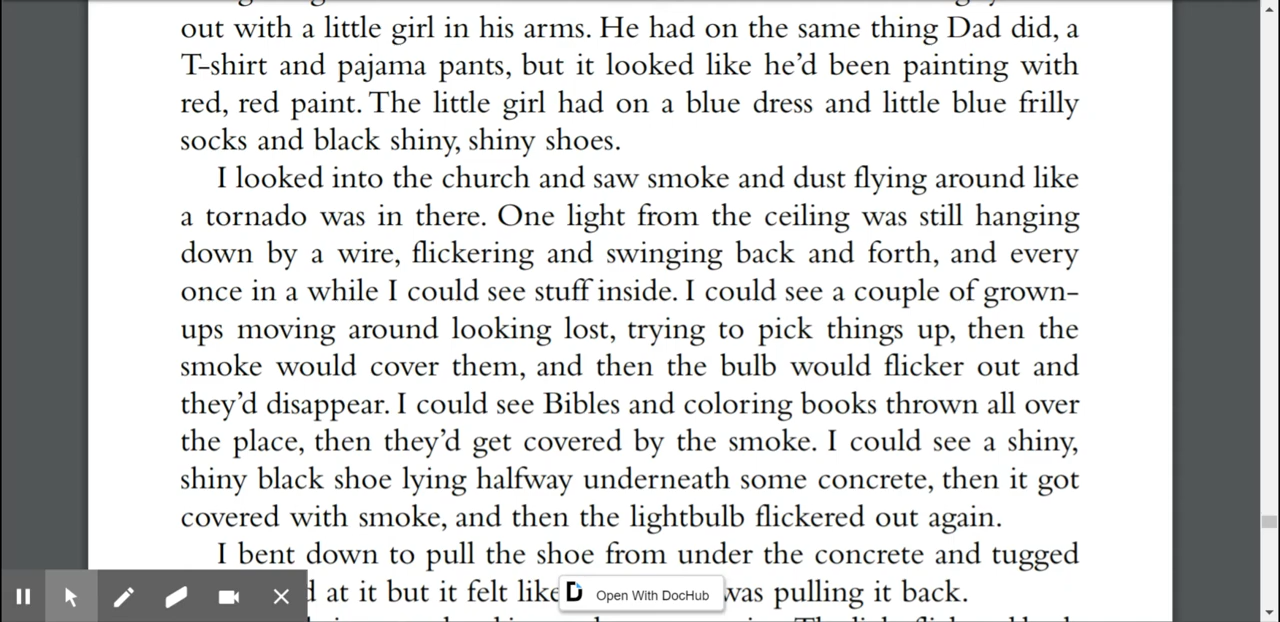 out with a little girl in his arms. He had on the same thing Dad did, a
T-shirt and pajama pants, but it looked like he’d been painting with
red, red paint. The little girl had on a blue dress and little blue frilly
socks and black shiny, shiny shoes.
I looked into the church and saw smoke and dust flying around like
a tornado was in there. One light from the ceiling was still hanging
down by a wire, flickering and swinging back and forth, and every
once in a while I could see stuff inside. I could see a couple of grown-
ups moving around looking lost, trying to pick things up, then the
smoke would cover them, and then the bulb would flicker out and
they’d disappear. I could see Bibles and coloring books thrown all over
the place, then they’d get covered by the smoke. I could see a shiny,
shiny black shoe lying halfway underneath some concrete, then it got
covered with smoke, and then the lightbulb flickered out again.
I bent down to pull the shoe from under the concrete and tugged
at it but it felt like was pulling it back.
Open With DocHub